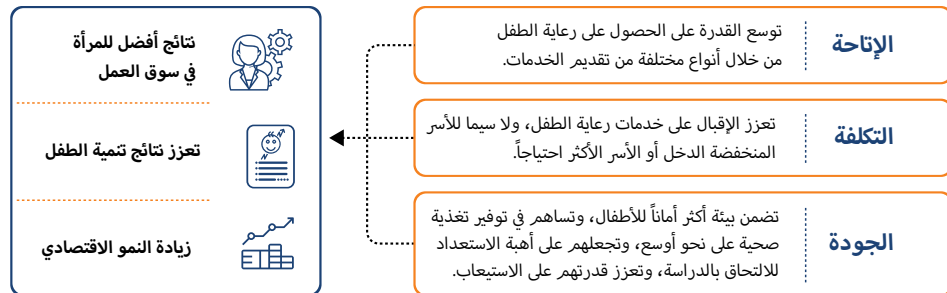 الإتاحة
توسع القدرة على الحصول على رعاية الطفل
من خلال أنواع مختلفة من تقديم الخدمات.
التكلفة
تعزز الإقبال على خدمات رعاية الطفل، ولا سيما للأسر
المنخفضة الدخل أو الأسر الأكثر احتياجاً.
الجودة
تضمن بيئة أكثر أماناً للأطفال، وتساهم في توفير تغذية
صحية على نحو أوسع، وتجعلهم على أهبة الاستعداد
للالتحاق بالدراسة، وتعزز قدرتهم على الاستيعاب.
نتائج أفضل للمرأة
في سوق العمل
تعزز نتائج تنمية الطفل
زيادة النمو الاقتصادي